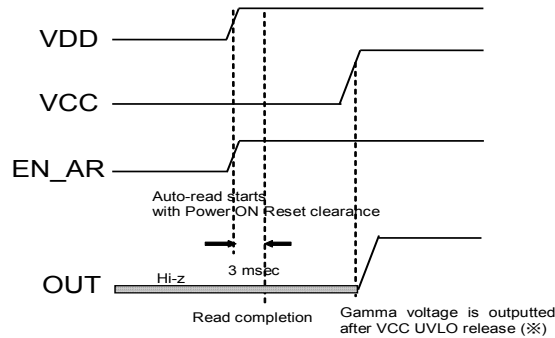 VDD
VCC
EN_AR
Auto-read starts
with Power ON Reset clearance
3 msec
Hi-z
OUT
Read completion
Gamma voltage is outputted
after VCC UVLO release (※)